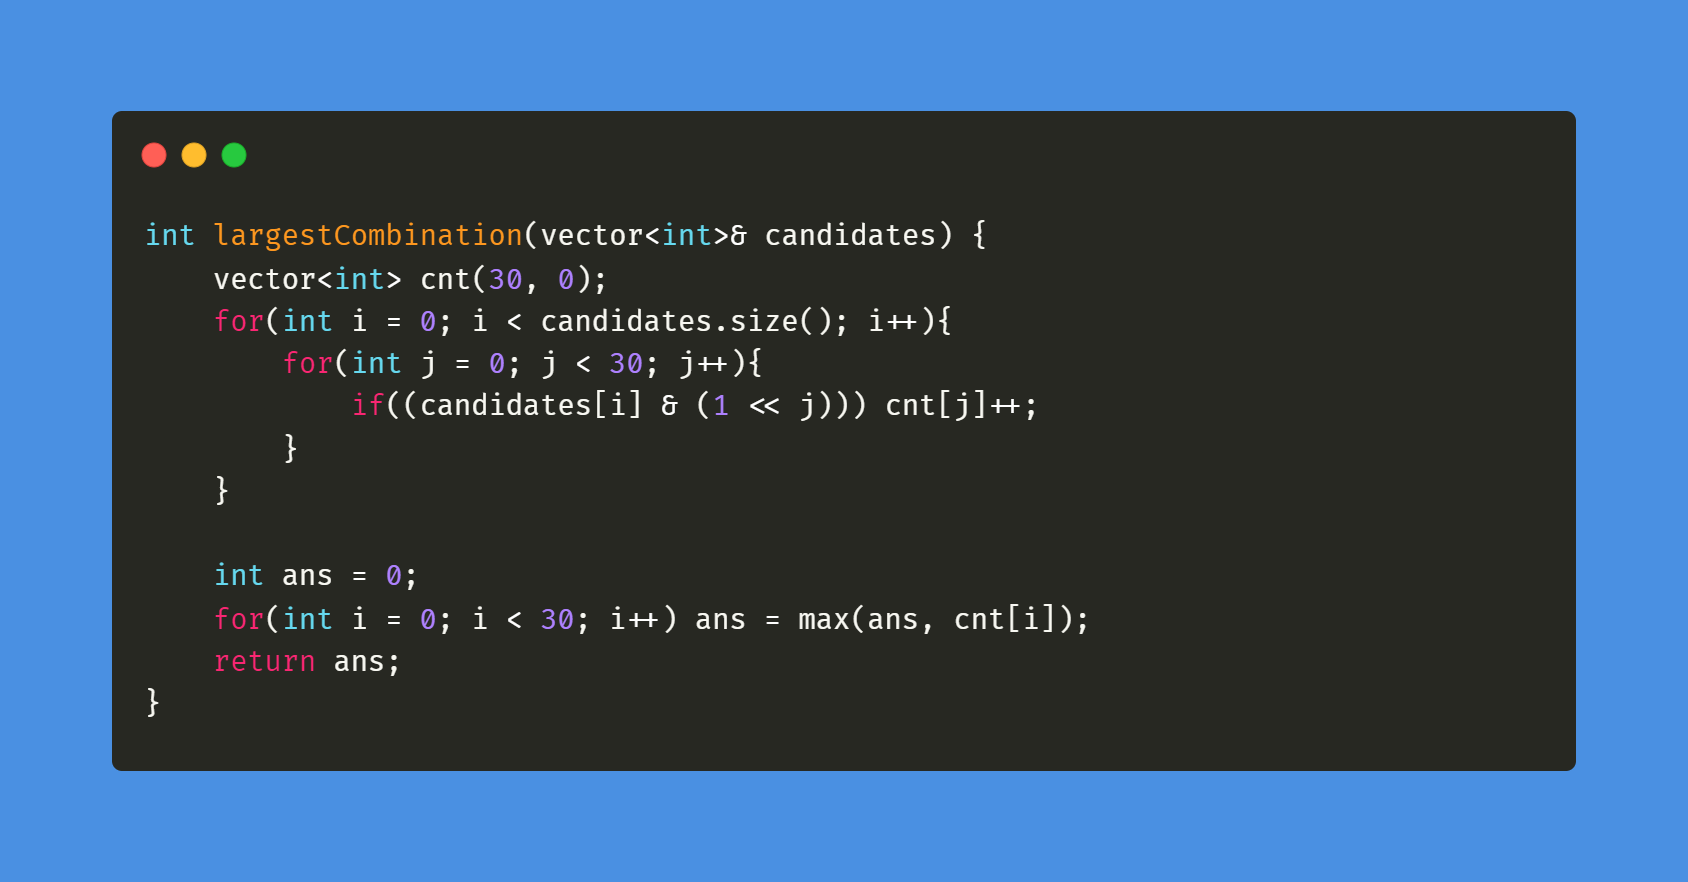 int largestCombination(vector<int>& candidates) {
    vector<int> cnt(30, 0);
    for(int i = 0; i < candidates.size(); i++){
        for(int j = 0; j < 30; j++){
            if((candidates[i] & (1 << j))) cnt[j]++;
        }
    }

    int ans = 0;
    for(int i = 0; i < 30; i++) ans = max(ans, cnt[i]);
    return ans;
}